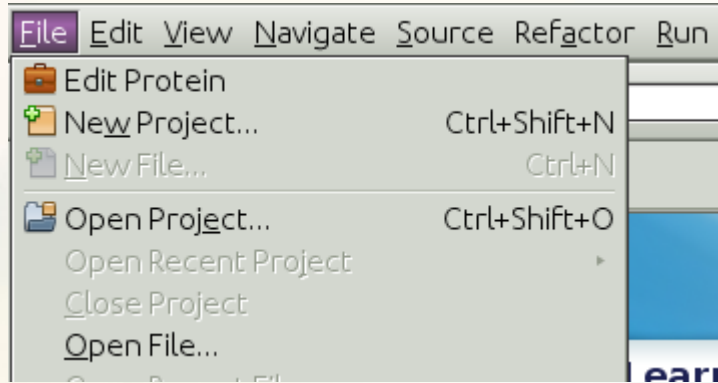 File Edit View Navigate Source Refactor Run
Edit Protein
New Project... Ctrl+Shift+N
New File... Ctrl+N
Open Project... Ctrl+Shift+O
Open Recent Project
Close Project
Open File...